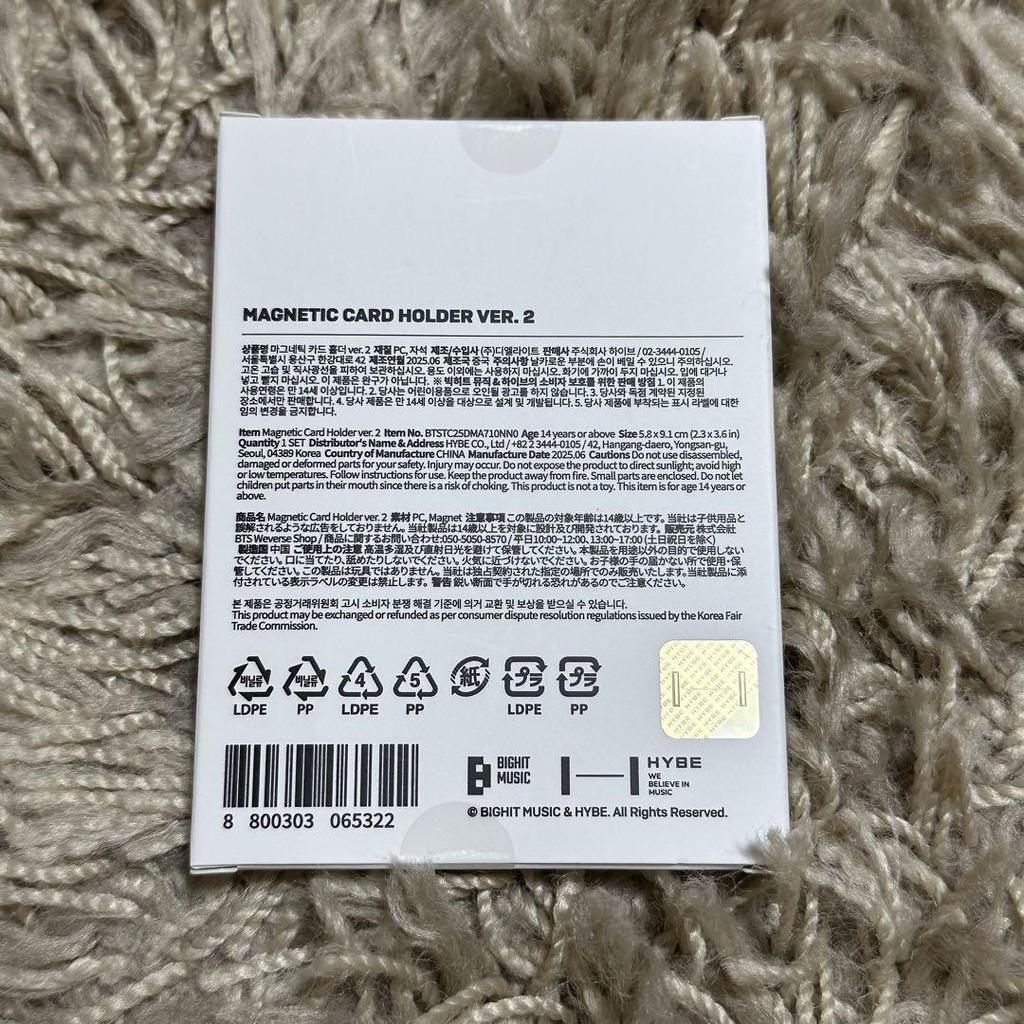 MAGNETIC CARD HOLDER VER. 2
상품명 마그네틱 카드 홀더 ver. 2 재질 PC, 자석 제조/수입사 (주)디엘라이트 판매사 주식회사 하이브 / 02-3444-0105 /
서울특별시 용산구 한강대로 42 제조연월 2025.06 제조국 중국 주의사항 날카로운 부분에 손이 베일 수 있으니 주의하십시오.
고온 고습 및 직사광선을 피하여 보관하십시오. 용도 이외에는 사용하지 마십시오. 화기에 가까이 두지 마십시오. 입에 대거나
넣고 빨지 마십시오. 이 제품은 완구가 아닙니다. ※ 빅히트 뮤직 & 하이브의 소비자 보호를 위한 판매 방침 1. 이 제품의
사용연령은 만 14세 이상입니다. 2. 당사는 어린이용품으로 오인될 광고를 하지 않습니다. 3. 당사와 독점 계약된 지정된
장소에서만 판매합니다. 4. 당사 제품은 만 14세 이상을 대상으로 설계 및 개발됩니다. 5. 당사 제품에 부착되는 표시 라벨에 대한
임의 변경을 금지합니다.
Item Magnetic Card Holder ver. 2 Item No. BTSTC25DMA710NN0 Age 14 years or above Size 5.8 x 9.1 cm (2.3 x 3.6 in)
Quantity 1 SET Distributor's Name & Address HYBE CO., Ltd / +82 2 3444-0105 / 42, Hangang-daero, Yongsan-gu,
Seoul, 04389 Korea Country of Manufacture CHINA Manufacture Date 2025.06 Cautions Do not use disassembled,
damaged or deformed parts for your safety. Injury may occur. Do not expose the product to direct sunlight; avoid high
or low temperatures. Follow instructions for use. Keep the product away from fire. Small parts are enclosed. Do not let
children put parts in their mouth since there is a risk of choking. This product is not a toy. This item is for age 14 years or
above.
商品名 Magnetic Card Holder ver. 2 素材 PC, Magnet 注意事項 この製品の対象年齢は14歳以上です。当社は子供用品と
誤解されるような広告をしておりません。当社製品は14歳以上を対象に設計及び開発されております。販売元 株式会社
BTS Weverse Shop / 商品に関するお問い合わせ:050-5050-8570 / 平日10:00~12:00、13:00~17:00 (土日祝日を除く)
製造国 中国 ご使用上の注意 高温多湿及び直射日光を避けて保管してください。本製品を用途以外の目的で使用しない
でください。口に当てたり、舐めたりしないでください。火気に近づけないでください。お子様の手の届かない所で使用・保
管してください。この製品は玩具ではありません。当社は独占契約された指定の場所でのみ販売いたします。当社製品に添
付されている表示ラベルの変更は禁止します。警告 鋭い断面で手が切れる恐れがあるのでご注意ください。
본 제품은 공정거래위원회 고시 소비자 분쟁 해결 기준에 의거 교환 및 보상을 받으실 수 있습니다.
This product may be exchanged or refunded as per consumer dispute resolution regulations issued by the Korea Fair
Trade Commission.
비닐류 비닐류 4 5 紙 プラ プラ
LDPE PP LDPE PP LDPE PP
HYBE HYBE HYBE
BIGHIT
MUSIC
HYBE
WE
BELIEVE IN
MUSIC
8 800303 065322
© BIGHIT MUSIC & HYBE. All Rights Reserved.